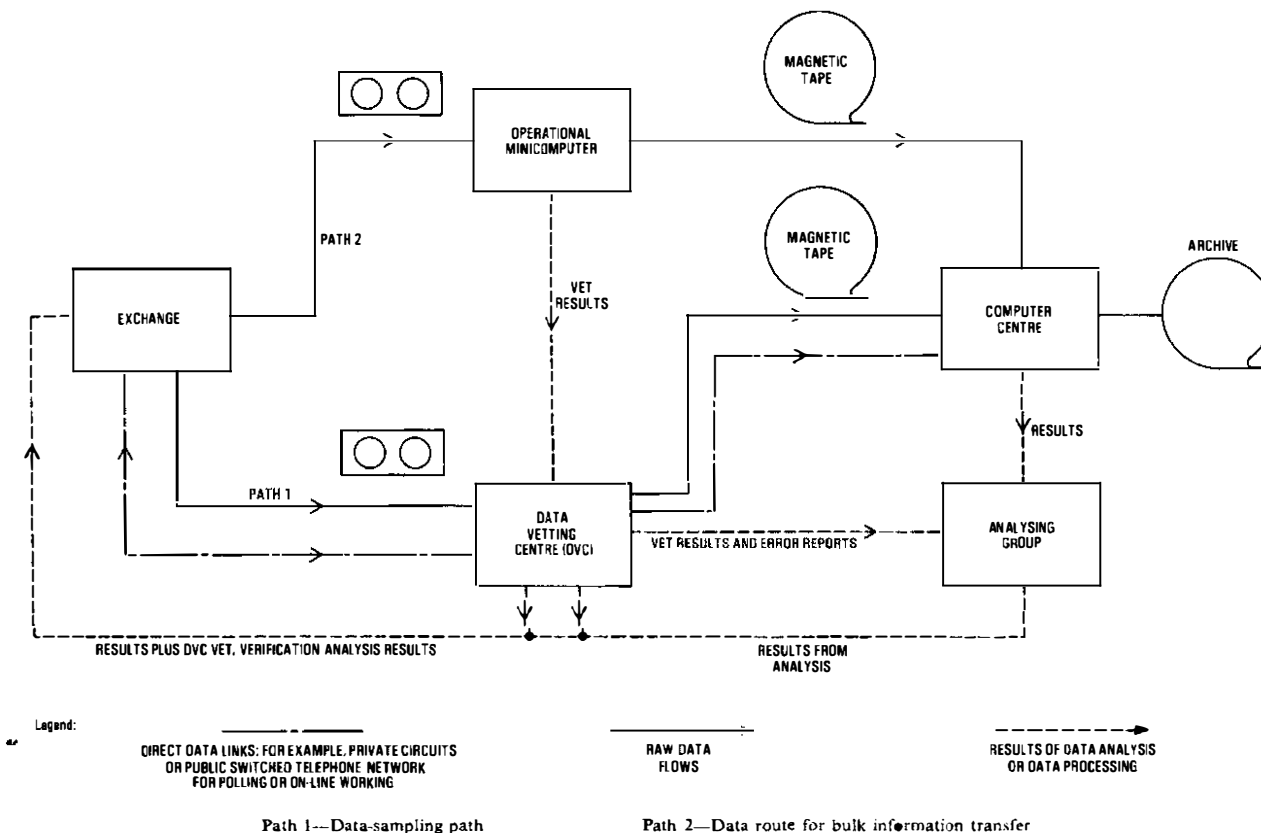 MAGNETIC
TAPE
OPERATIONAL
MINICOMPUTER
PATH 2
MAGNETIC
TAPE
ARCHIVE
VET
RESULTS
EXCHANGE
COMPUTER
CENTRE
RESULTS
PATH 1
DATA
VETTING
CENTRE (DVC)
VET RESULTS AND ERROR REPORTS
ANALYSING
GROUP
RESULTS PLUS DVC VET, VERIFICATION ANALYSIS RESULTS
RESULTS FROM
ANALYSIS
Legend:
DIRECT DATA LINKS: FOR EXAMPLE, PRIVATE CIRCUITS
OR PUBLIC SWITCHED TELEPHONE NETWORK
FOR POLLING OR ON-LINE WORKING
RAW DATA
FLOWS
RESULTS OF DATA ANALYSIS
OR DATA PROCESSING
Path 1—Data-sampling path
Path 2—Data route for bulk information transfer